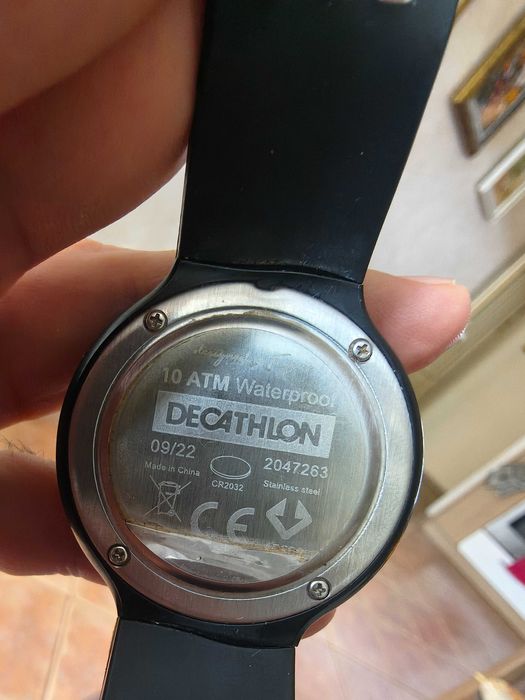 10 ATM Waterproof
DECATHLON
09/22
2047263
Made in China
CR2032
Stainless steel
CE